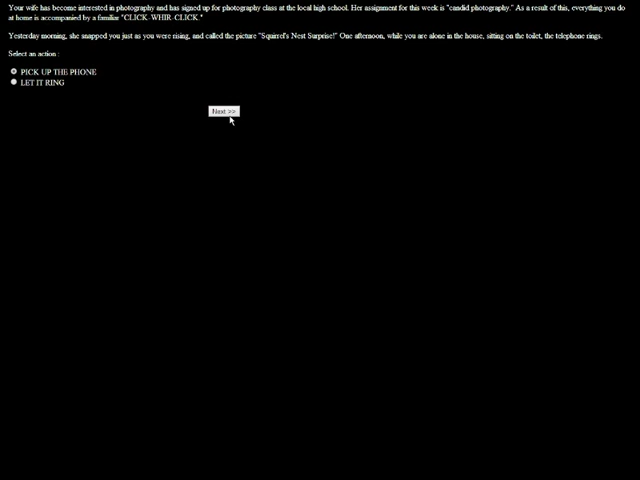 Your wife has become interested in photography and has signed up for photography class at the local high school. Her assignment for this week is "candid photography." As a result of this, everything you do
at home is accompanied by a familiar "CLICK-WHIR-CLICK."
Yesterday morning, she snapped you just as you were rising, and called the picture "Squirrel's Nest Surprise!" One afternoon, while you are alone in the house, sitting on the toilet, the telephone rings.
Select an action :
PICK UP THE PHONE
LET IT RING
Next >>